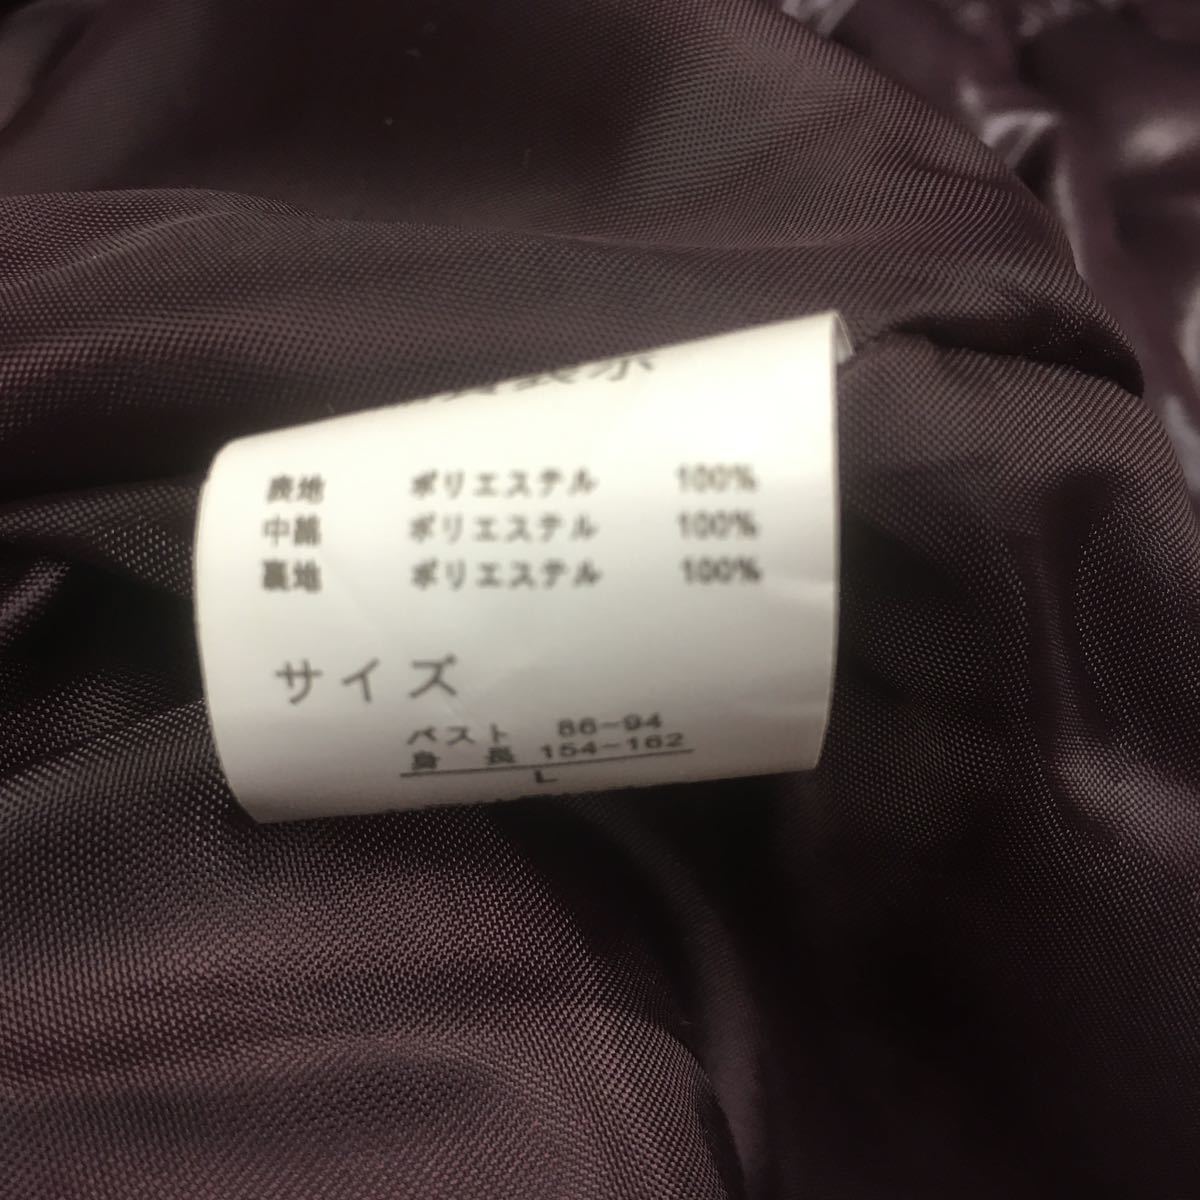 表示
表地 ポリエステル 100%
中綿 ポリエステル 100%
裏地 ポリエステル 100%
サイズ
バスト 86-94
身 長 154-162
L